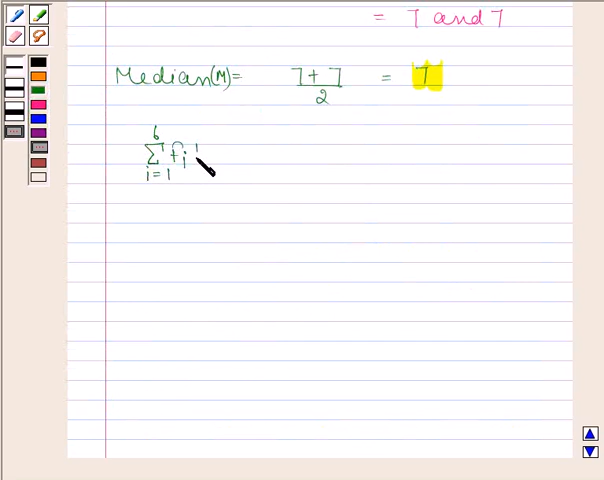 = 7 and 7
Median(M) = 7 + 7 / 2 = 7
6
∑ fi |
i = 1